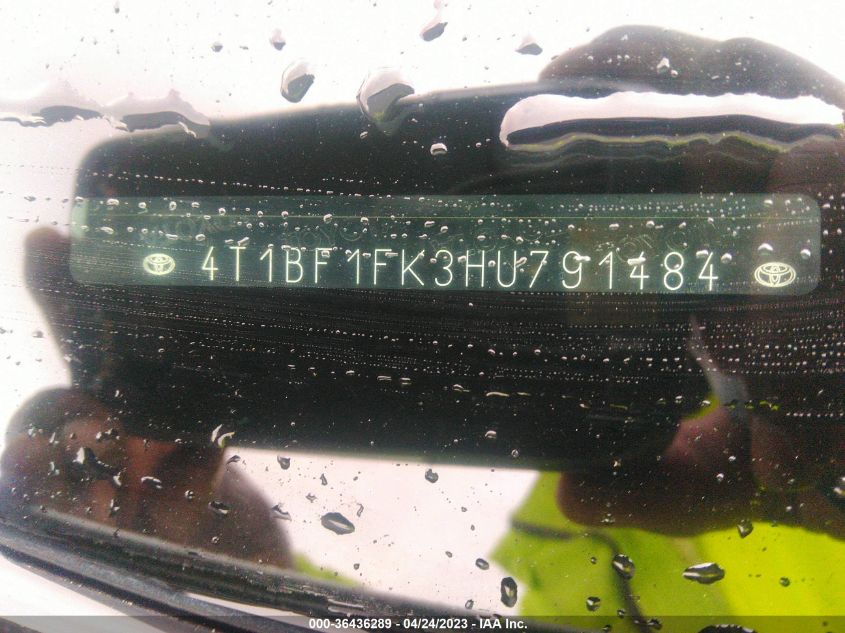 4T1BF1FK3HU791484
000-36436289 - 04/24/2023 - IAA Inc.